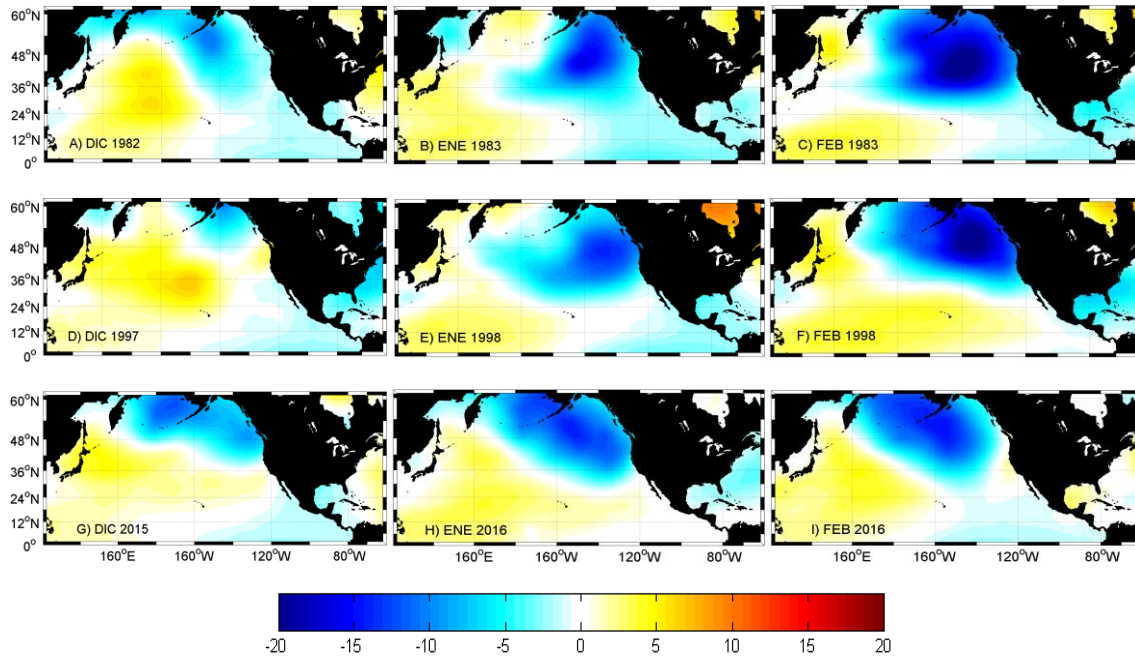 60°N
48°N
36°N
24°N
12°N
0°
A) DIC 1982
B) ENE 1983
C) FEB 1983
60°N
48°N
36°N
24°N
12°N
0°
D) DIC 1997
E) ENE 1998
F) FEB 1998
60°N
48°N
36°N
24°N
12°N
0°
G) DIC 2015
H) ENE 2016
I) FEB 2016
160°E 160°W 120°W 80°W 160°E 160°W 120°W 80°W 160°E 160°W 120°W 80°W
-20 -15 -10 -5 0 5 10 15 20